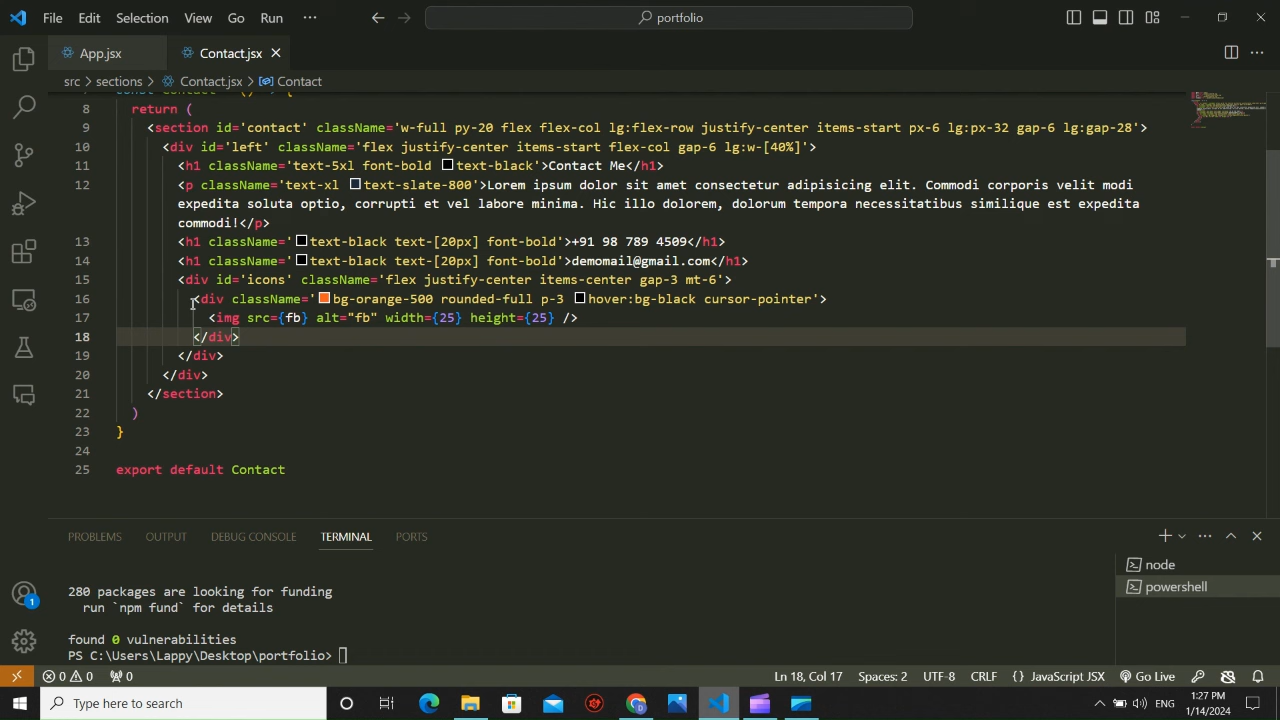 File Edit View Go Run ··· portfolio
App.jsx Contact.jsx
src > sections > Contact.jsx > Contact
8 return (
9 <section id='contact' className='w-full py-20 flex flex-col lg:flex-row justify-center items-start px-6 lg:px-32 gap-6 lg:gap-28'>
10 <div id='left' className='flex justify-center items-start flex-col gap-6 lg:w-[40%]'>
11 <h1 className='text-5xl font-bold text-black'>Contact Me</h1>
12 <p className='text-xl text-slate-800'>Lorem ipsum dolor sit amet consectetur adipisicing elit. Commodi corporis velit modi
expedita soluta optio, corrupti et vel labore minima. Hic illo dolorem, dolorum tempora necessitatibus similique est expedita
commodi!</p>
13 <h1 className='text-black text-[20px] font-bold'>+91 98 789 4509</h1>
14 <h1 className='text-black text-[20px] font-bold'>demomail@gmail.com</h1>
15 <div id='icons' className='flex justify-center items-center gap-3 mt-6'>
16 <div className='bg-orange-500 rounded-full p-3 hover:bg-black cursor-pointer'>
17 <img src={fb} alt="fb" width={25} height={25} />
18 </div>
19 </div>
20 </div>
21 </section>
22 )
23 }
24
25 export default Contact
PROBLEMS OUTPUT DEBUG CONSOLE TERMINAL PORTS
node
powershell
280 packages are looking for funding
run `npm fund` for details
found 0 vulnerabilities
PS C:\Users\Lappy\Desktop\portfolio>
1
0 0 0 Ln 18, Col 17 Spaces: 2 UTF-8 CRLF {} JavaScript JSX Go Live
Type here to search 1:27 PM
1/14/2024